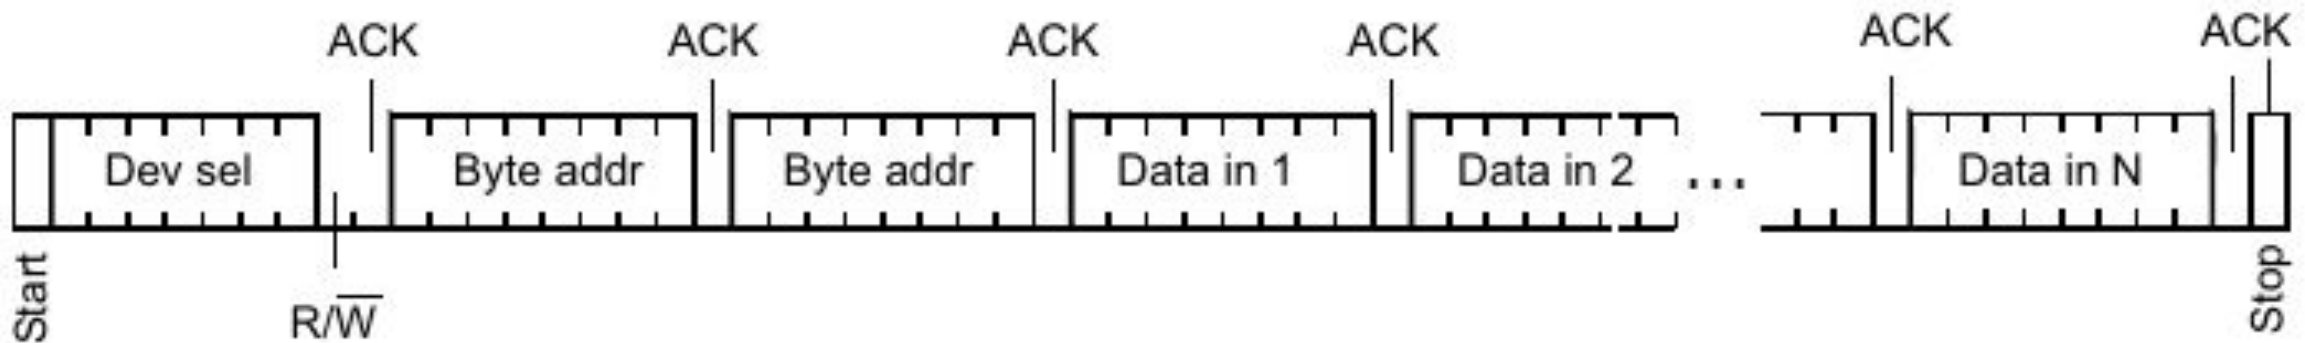 ACK ACK ACK ACK ACK ACK
Dev sel Byte addr Byte addr Data in 1 Data in 2 ... Data in N
Start R/W̅ Stop